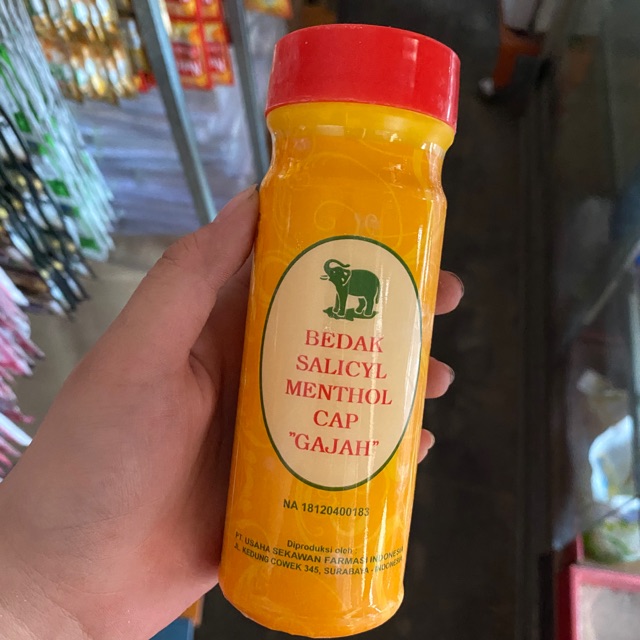 BEDAK
SALICYL
MENTHOL
CAP
"GAJAH"
NA 18120400183
Diproduksi oleh:
PT. USAHA SEKAWAN FARMASI INDONESIA
JL. KEDUNG COWEK 345, SURABAYA - INDONESIA